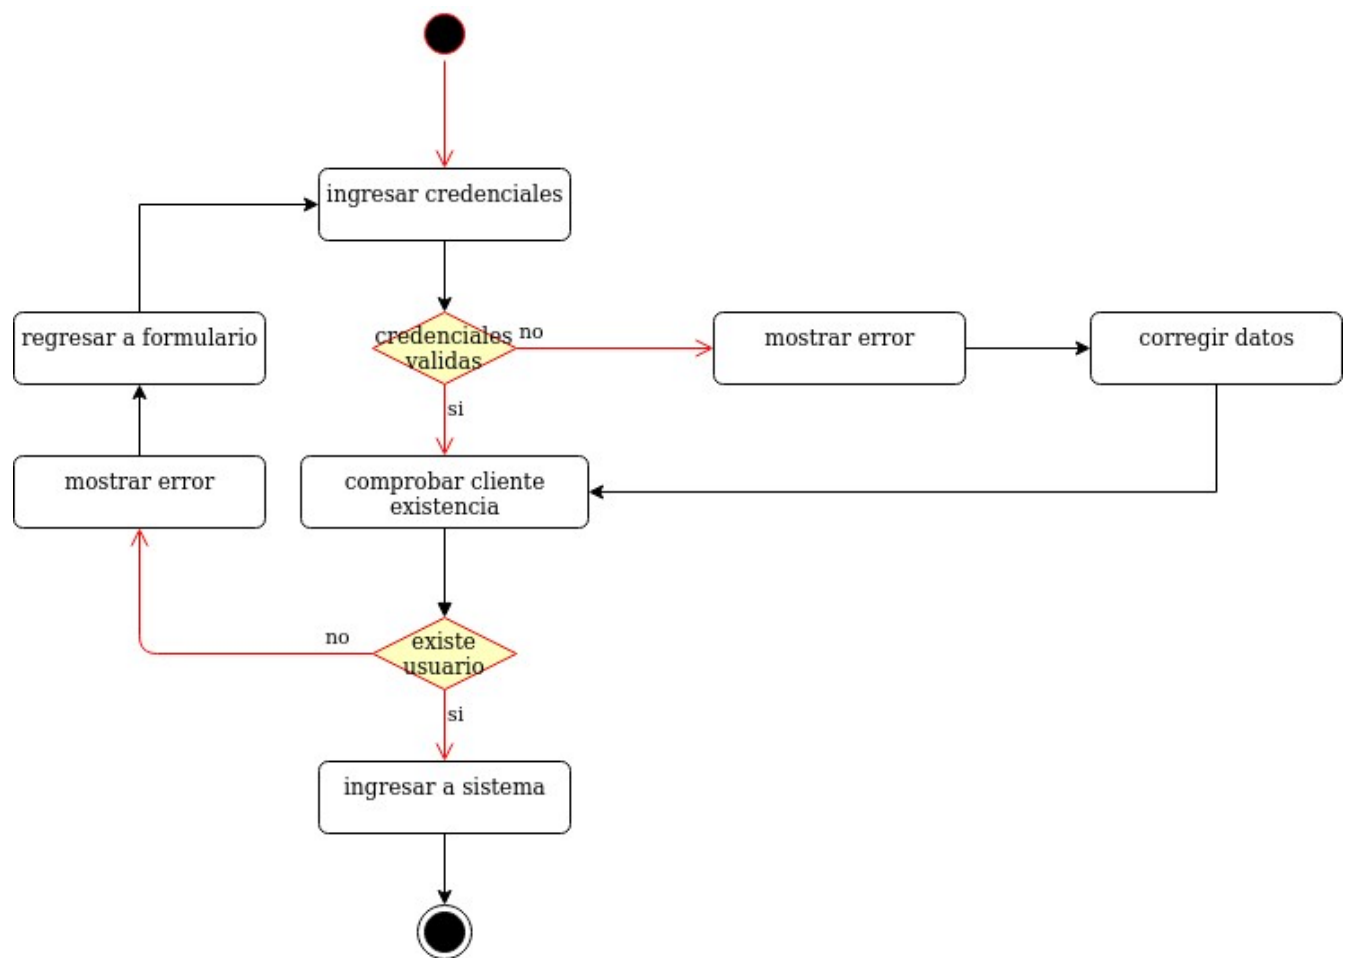 ingresar credenciales
regresar a formulario
credenciales
validas
no
mostrar error
corregir datos
si
mostrar error
comprobar cliente
existencia
no
existe
usuario
si
ingresar a sistema